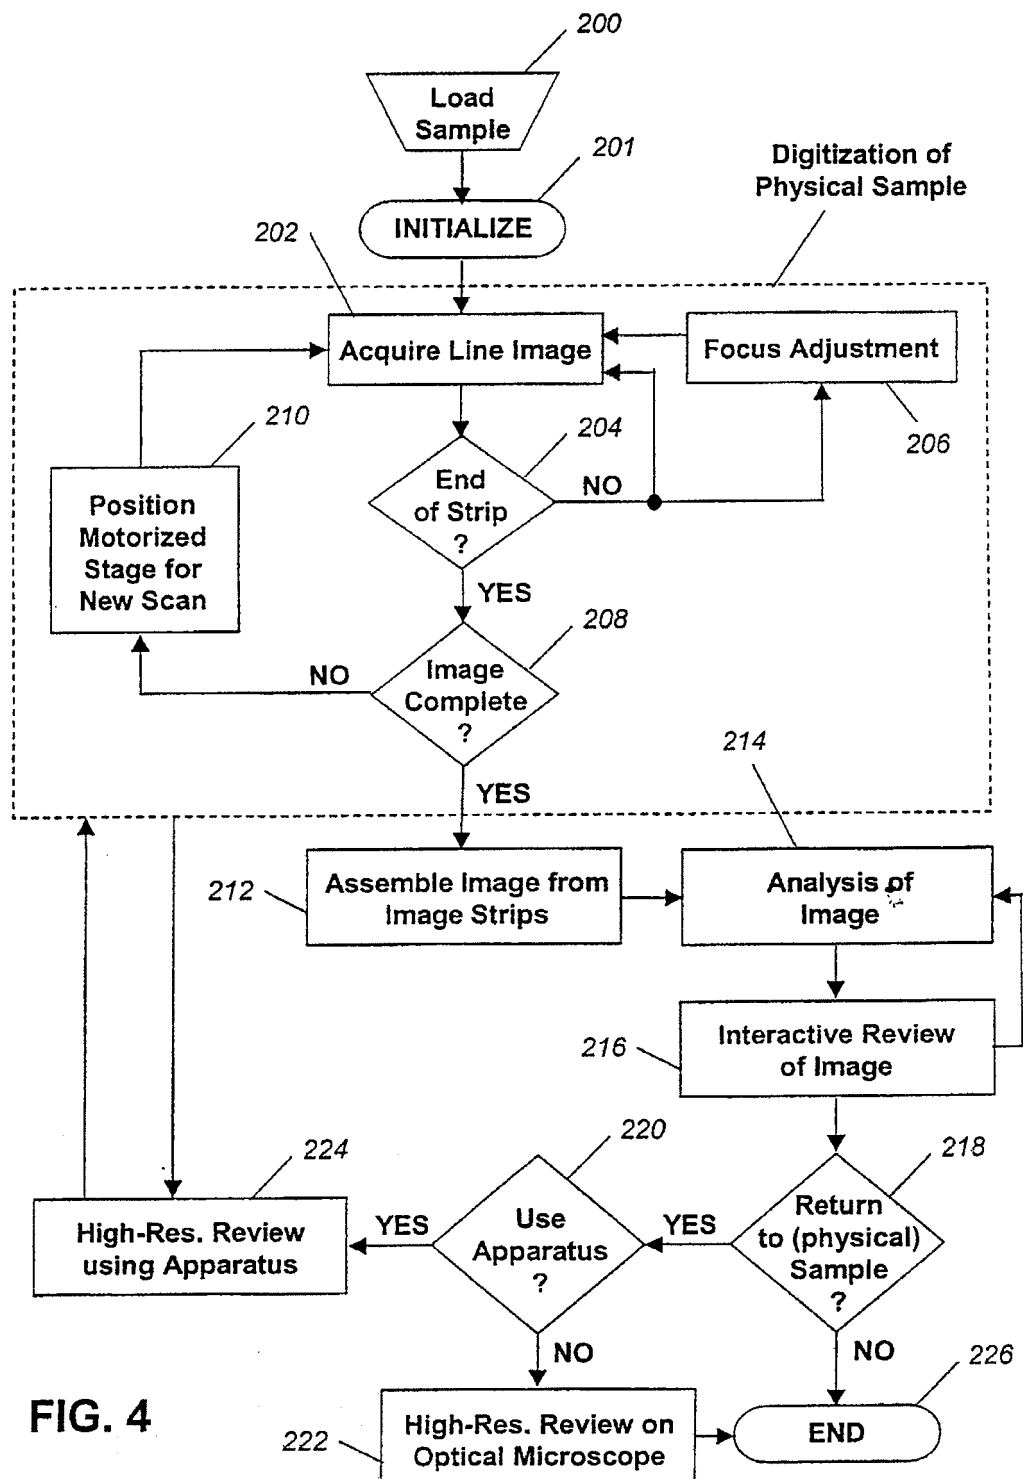 200
Load
Sample
201
INITIALIZE
Digitization of
Physical Sample
202
Acquire Line Image
Focus Adjustment
206
210
Position
Motorized
Stage for
New Scan
204
End
of Strip
?
NO
YES
208
Image
Complete
?
NO
YES
212
Assemble Image from
Image Strips
214
Analysis of
Image
216
Interactive Review
of Image
218
Return
to (physical)
Sample
?
YES
NO
220
Use
Apparatus
?
YES
NO
224
High-Res. Review
using Apparatus
222
High-Res. Review on
Optical Microscope
226
END
FIG. 4